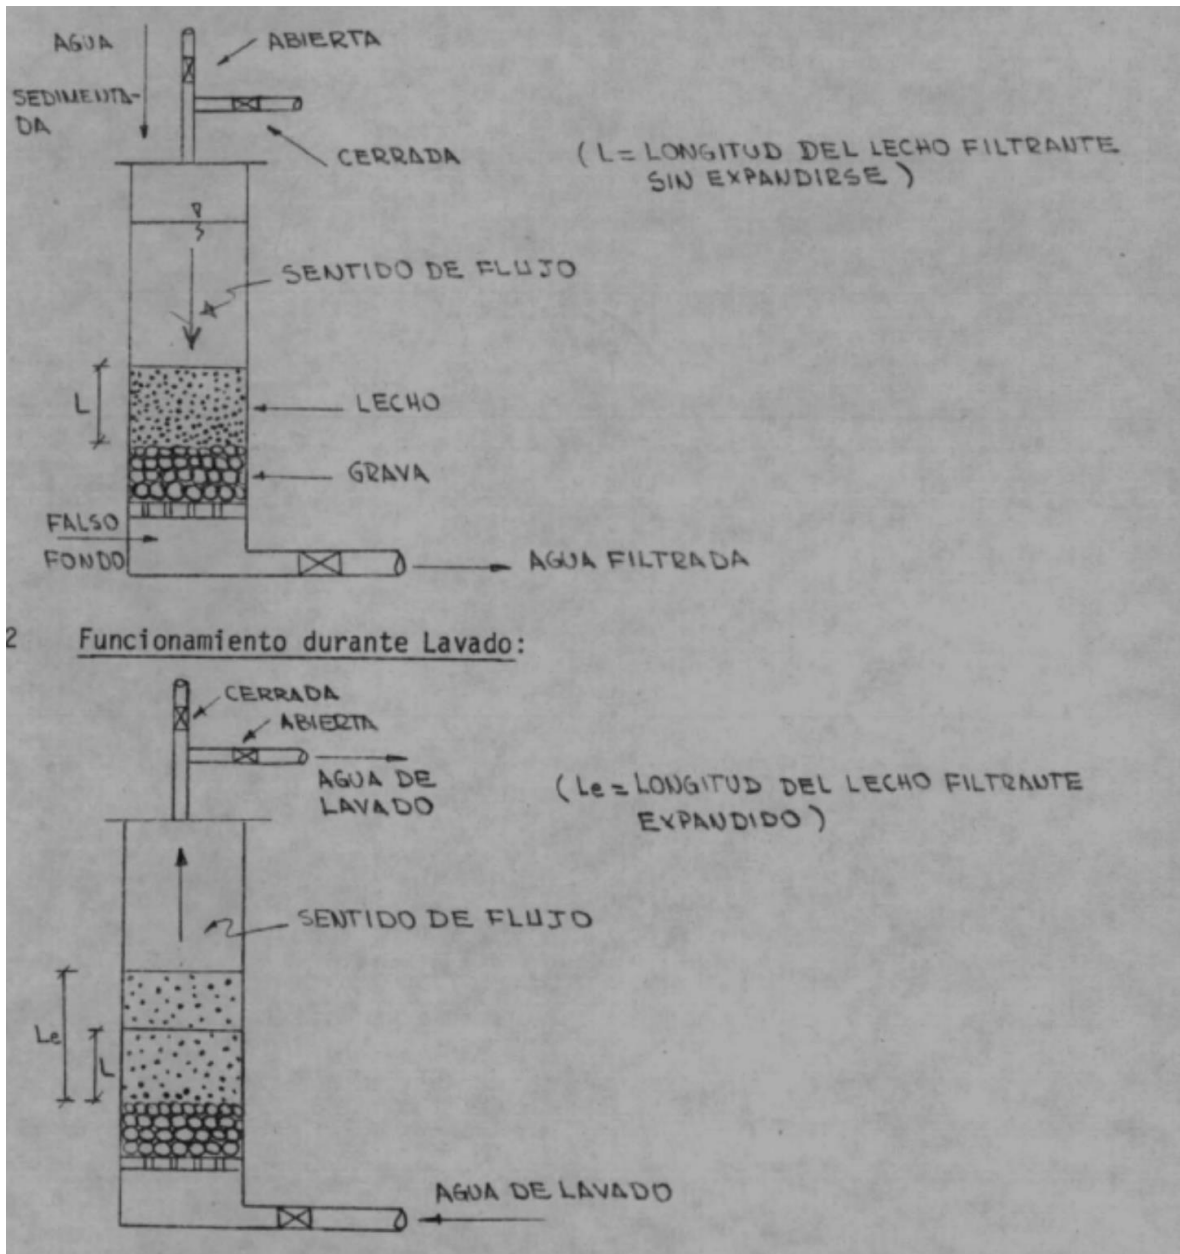 AGUA
SEDIMENTA-
DA
ABIERTA
CERRADA
(L= LONGITUD DEL LECHO FILTRANTE
SIN EXPANDIRSE)
SENTIDO DE FLUJO
L
LECHO
GRAVA
FALSO
FONDO
AGUA FILTRADA
2 Funcionamiento durante Lavado:
CERRADA
ABIERTA
AGUA DE
LAVADO
(Le= LONGITUD DEL LECHO FILTRANTE
EXPANDIDO)
SENTIDO DE FLUJO
Le
L
AGUA DE LAVADO